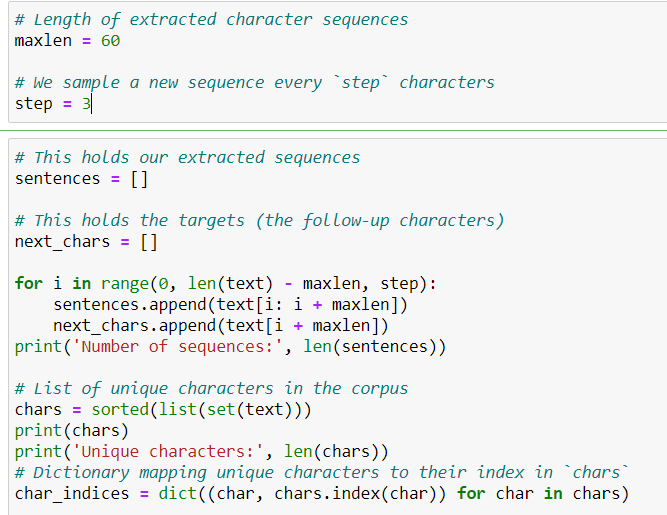 # Length of extracted character sequences
maxlen = 60
# We sample a new sequence every `step` characters
step = 3
# This holds our extracted sequences
sentences = []
# This holds the targets (the follow-up characters)
next_chars = []
for i in range(0, len(text) - maxlen, step):
    sentences.append(text[i: i + maxlen])
    next_chars.append(text[i + maxlen])
print('Number of sequences:', len(sentences))
# List of unique characters in the corpus
chars = sorted(list(set(text)))
print(chars)
print('Unique characters:', len(chars))
# Dictionary mapping unique characters to their index in `chars`
char_indices = dict((char, chars.index(char)) for char in chars)